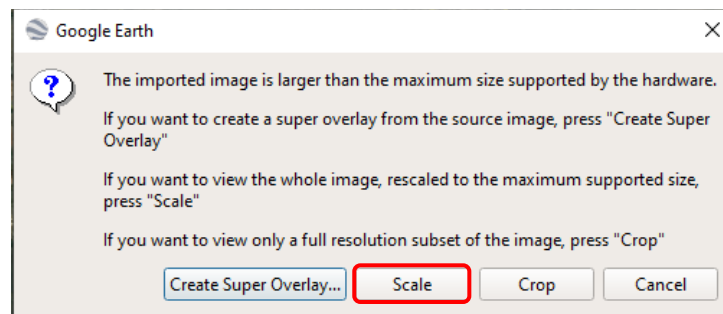 Google Earth
The imported image is larger than the maximum size supported by the hardware.
If you want to create a super overlay from the source image, press "Create Super
Overlay"
If you want to view the whole image, rescaled to the maximum supported size,
press "Scale"
If you want to view only a full resolution subset of the image, press "Crop"
Create Super Overlay... Scale Crop Cancel